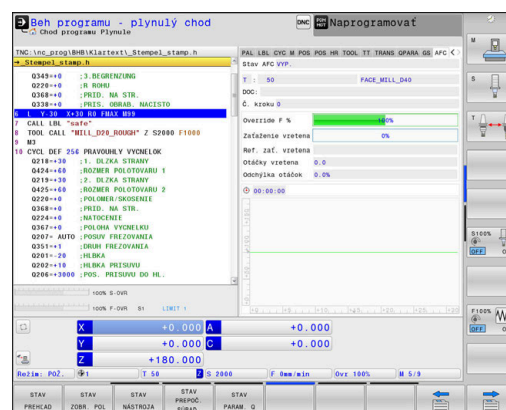 Beh programu - plynulý chod
Chod programu Plynule
DNC
Naprogramovať
TNC:\nc_prog\BHB\Klartext\_Stempel_stamp.h
→_Stempel_stamp.h
Q349=+0 ;3.BEGRENZUNG
Q220=+0 ;R ROHU
Q368=+0 ;PRID. NA STR.
Q338=+0 ;PRIS. OBRAB. NACISTO
6 L Y-30 X+30 R0 FMAX M99
7 CALL LBL "safe"
8 TOOL CALL "MILL_D20_ROUGH" Z S2000 F1000
9 M3
10 CYCL DEF 256 PRAVOUHLY VYCNELOK
Q218=+30 ;1. DLZKA STRANY
Q424=+60 ;ROZMER POLOTOVARU 1
Q219=+30 ;2. DLZKA STRANY
Q425=+60 ;ROZMER POLOTOVARU 2
Q220=+0 ;POLOMER/SKOSENIE
Q368=+0 ;PRID. NA STR.
Q224=+0 ;NATOCENIE
Q367=+0 ;POLOHA VYCNELKU
Q207= AUTO ;POSUV FREZOVANIA
Q351=+1 ;DRUH FREZOVANIA
Q201=-20 ;HLBKA
Q202=+10 ;HLBKA PRISUVU
Q206=+3000 ;POS. PRISUVU DO HL.
100% S-OVR
100% F-OVR S1 LIMIT 1
PAL LBL CYC M POS POS HR TOOL TT TRANS QPARA GS AFC
Stav AFC VYP.
T : 50 FACE_MILL_D40
DOC:
Č. kroku 0
Override F % 100%
Zaťaženie vretena 0%
Ref. zať. vretena
Otáčky vretena 0.0
Odchýlka otáčok 0.0%
00:00:00
X +0.000 A +0.000
Y +0.000 C +0.000
Z +180.000
Režim: POŽ. 1 T 50 Z S 2000 F 0mm/min Ovr 100% M 5/9
STAV PREHĽAD
STAV ZOBR. POL
STAV NÁSTROJA
STAV PREPOČ. SÚRAD.
STAV PARAM. Q
M
S
T
S100%
OFF
F100%
OFF